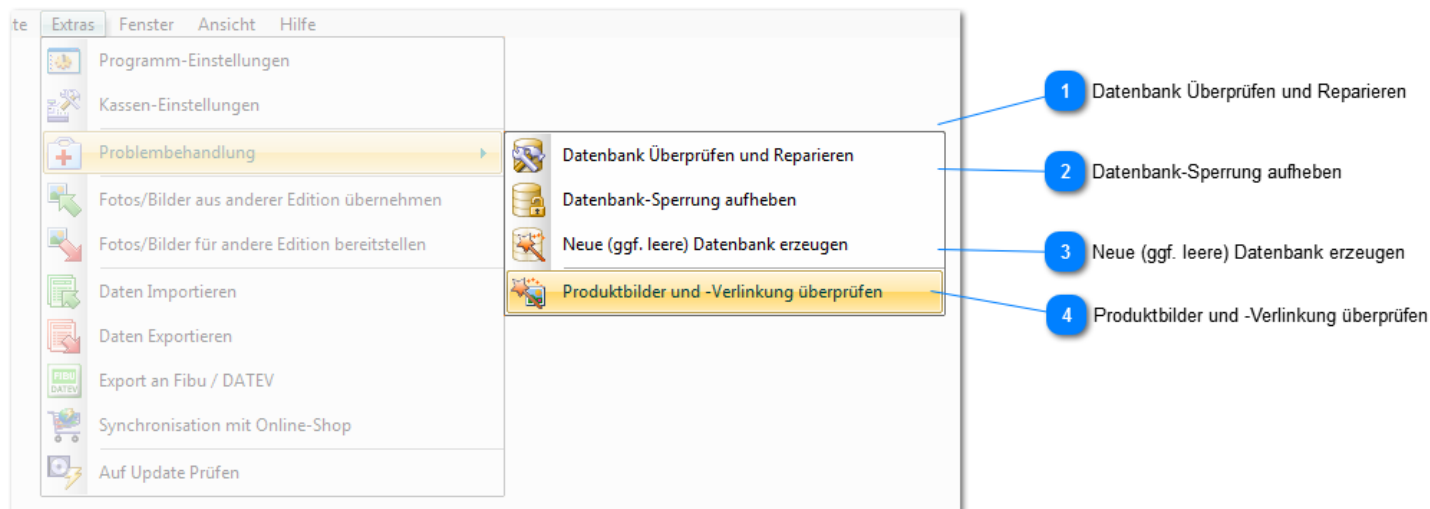 te Extras Fenster Ansicht Hilfe
Programm-Einstellungen
Kassen-Einstellungen
Problembehandlung
Fotos/Bilder aus anderer Edition übernehmen
Fotos/Bilder für andere Edition bereitstellen
Daten Importieren
Daten Exportieren
FIBU
DATEV
Export an Fibu / DATEV
Synchronisation mit Online-Shop
Auf Update Prüfen
Datenbank Überprüfen und Reparieren
Datenbank-Sperrung aufheben
Neue (ggf. leere) Datenbank erzeugen
Produktbilder und -Verlinkung überprüfen
1 Datenbank Überprüfen und Reparieren
2 Datenbank-Sperrung aufheben
3 Neue (ggf. leere) Datenbank erzeugen
4 Produktbilder und -Verlinkung überprüfen